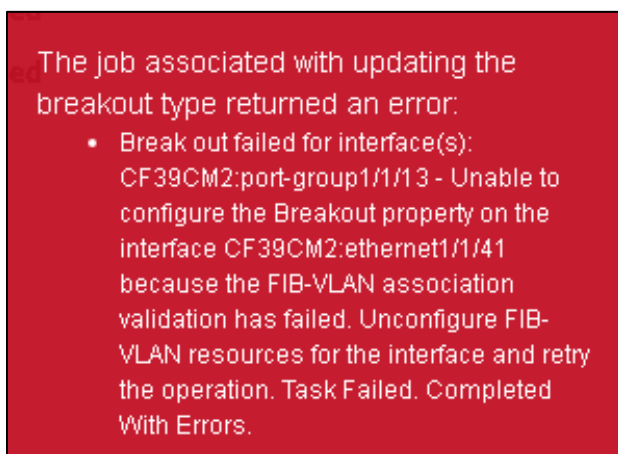 The job associated with updating the
breakout type returned an error:
• Break out failed for interface(s):
CF39CM2:port-group1/1/13 - Unable to
configure the Breakout property on the
interface CF39CM2:ethernet1/1/41
because the FIB-VLAN association
validation has failed. Unconfigure FIB-
VLAN resources for the interface and retry
the operation. Task Failed. Completed
With Errors.